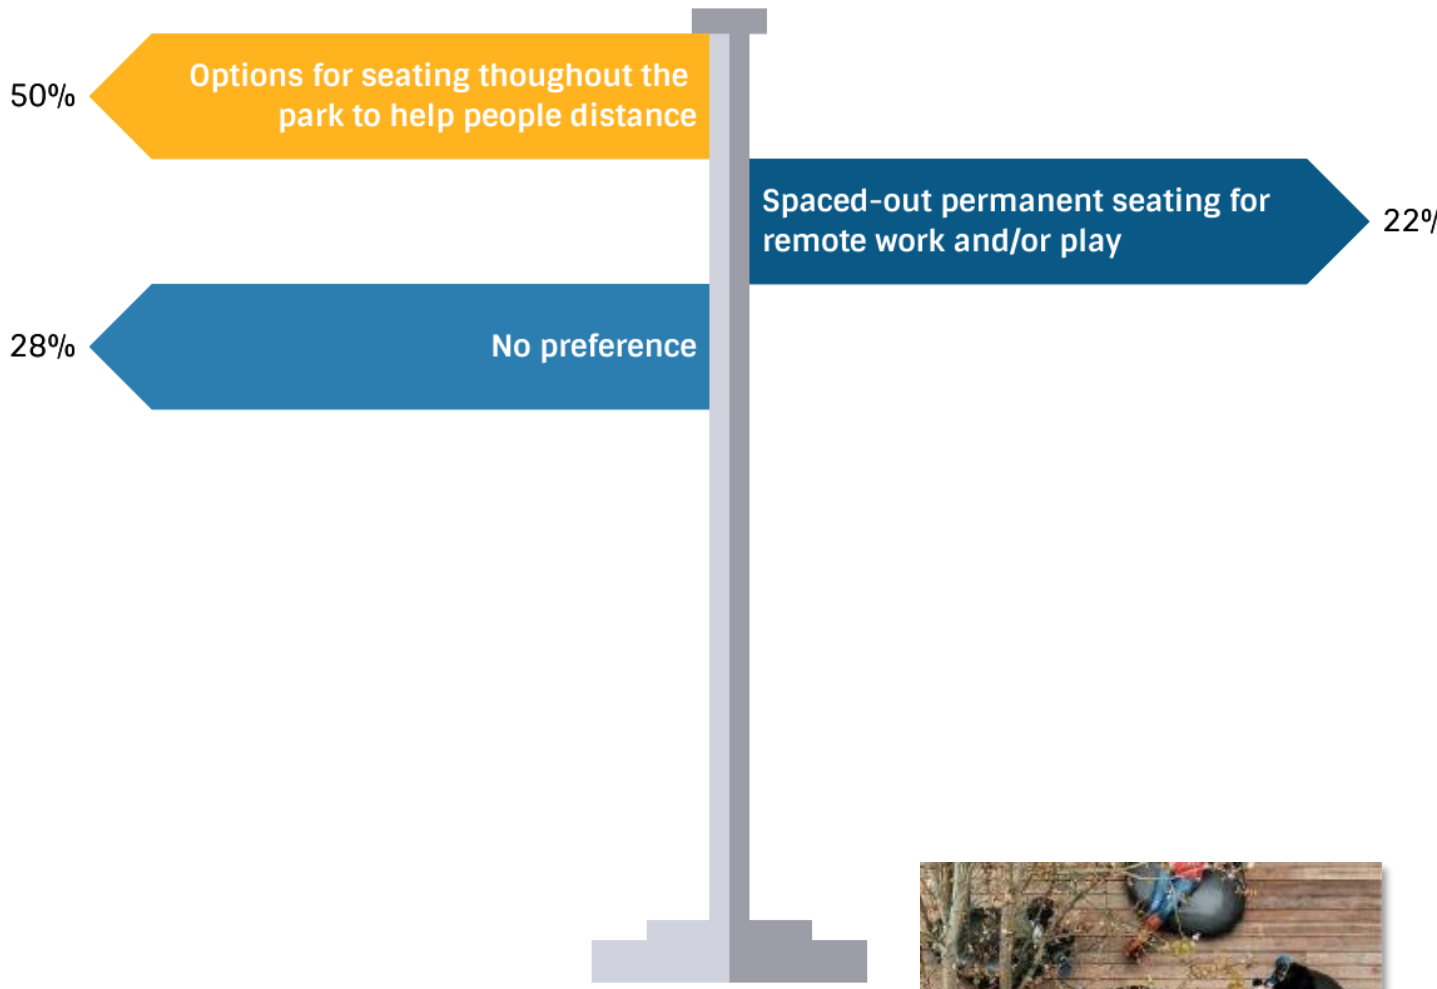 50%
Options for seating thoughout the
park to help people distance
Spaced-out permanent seating for
remote work and/or play
22%
28%
No preference